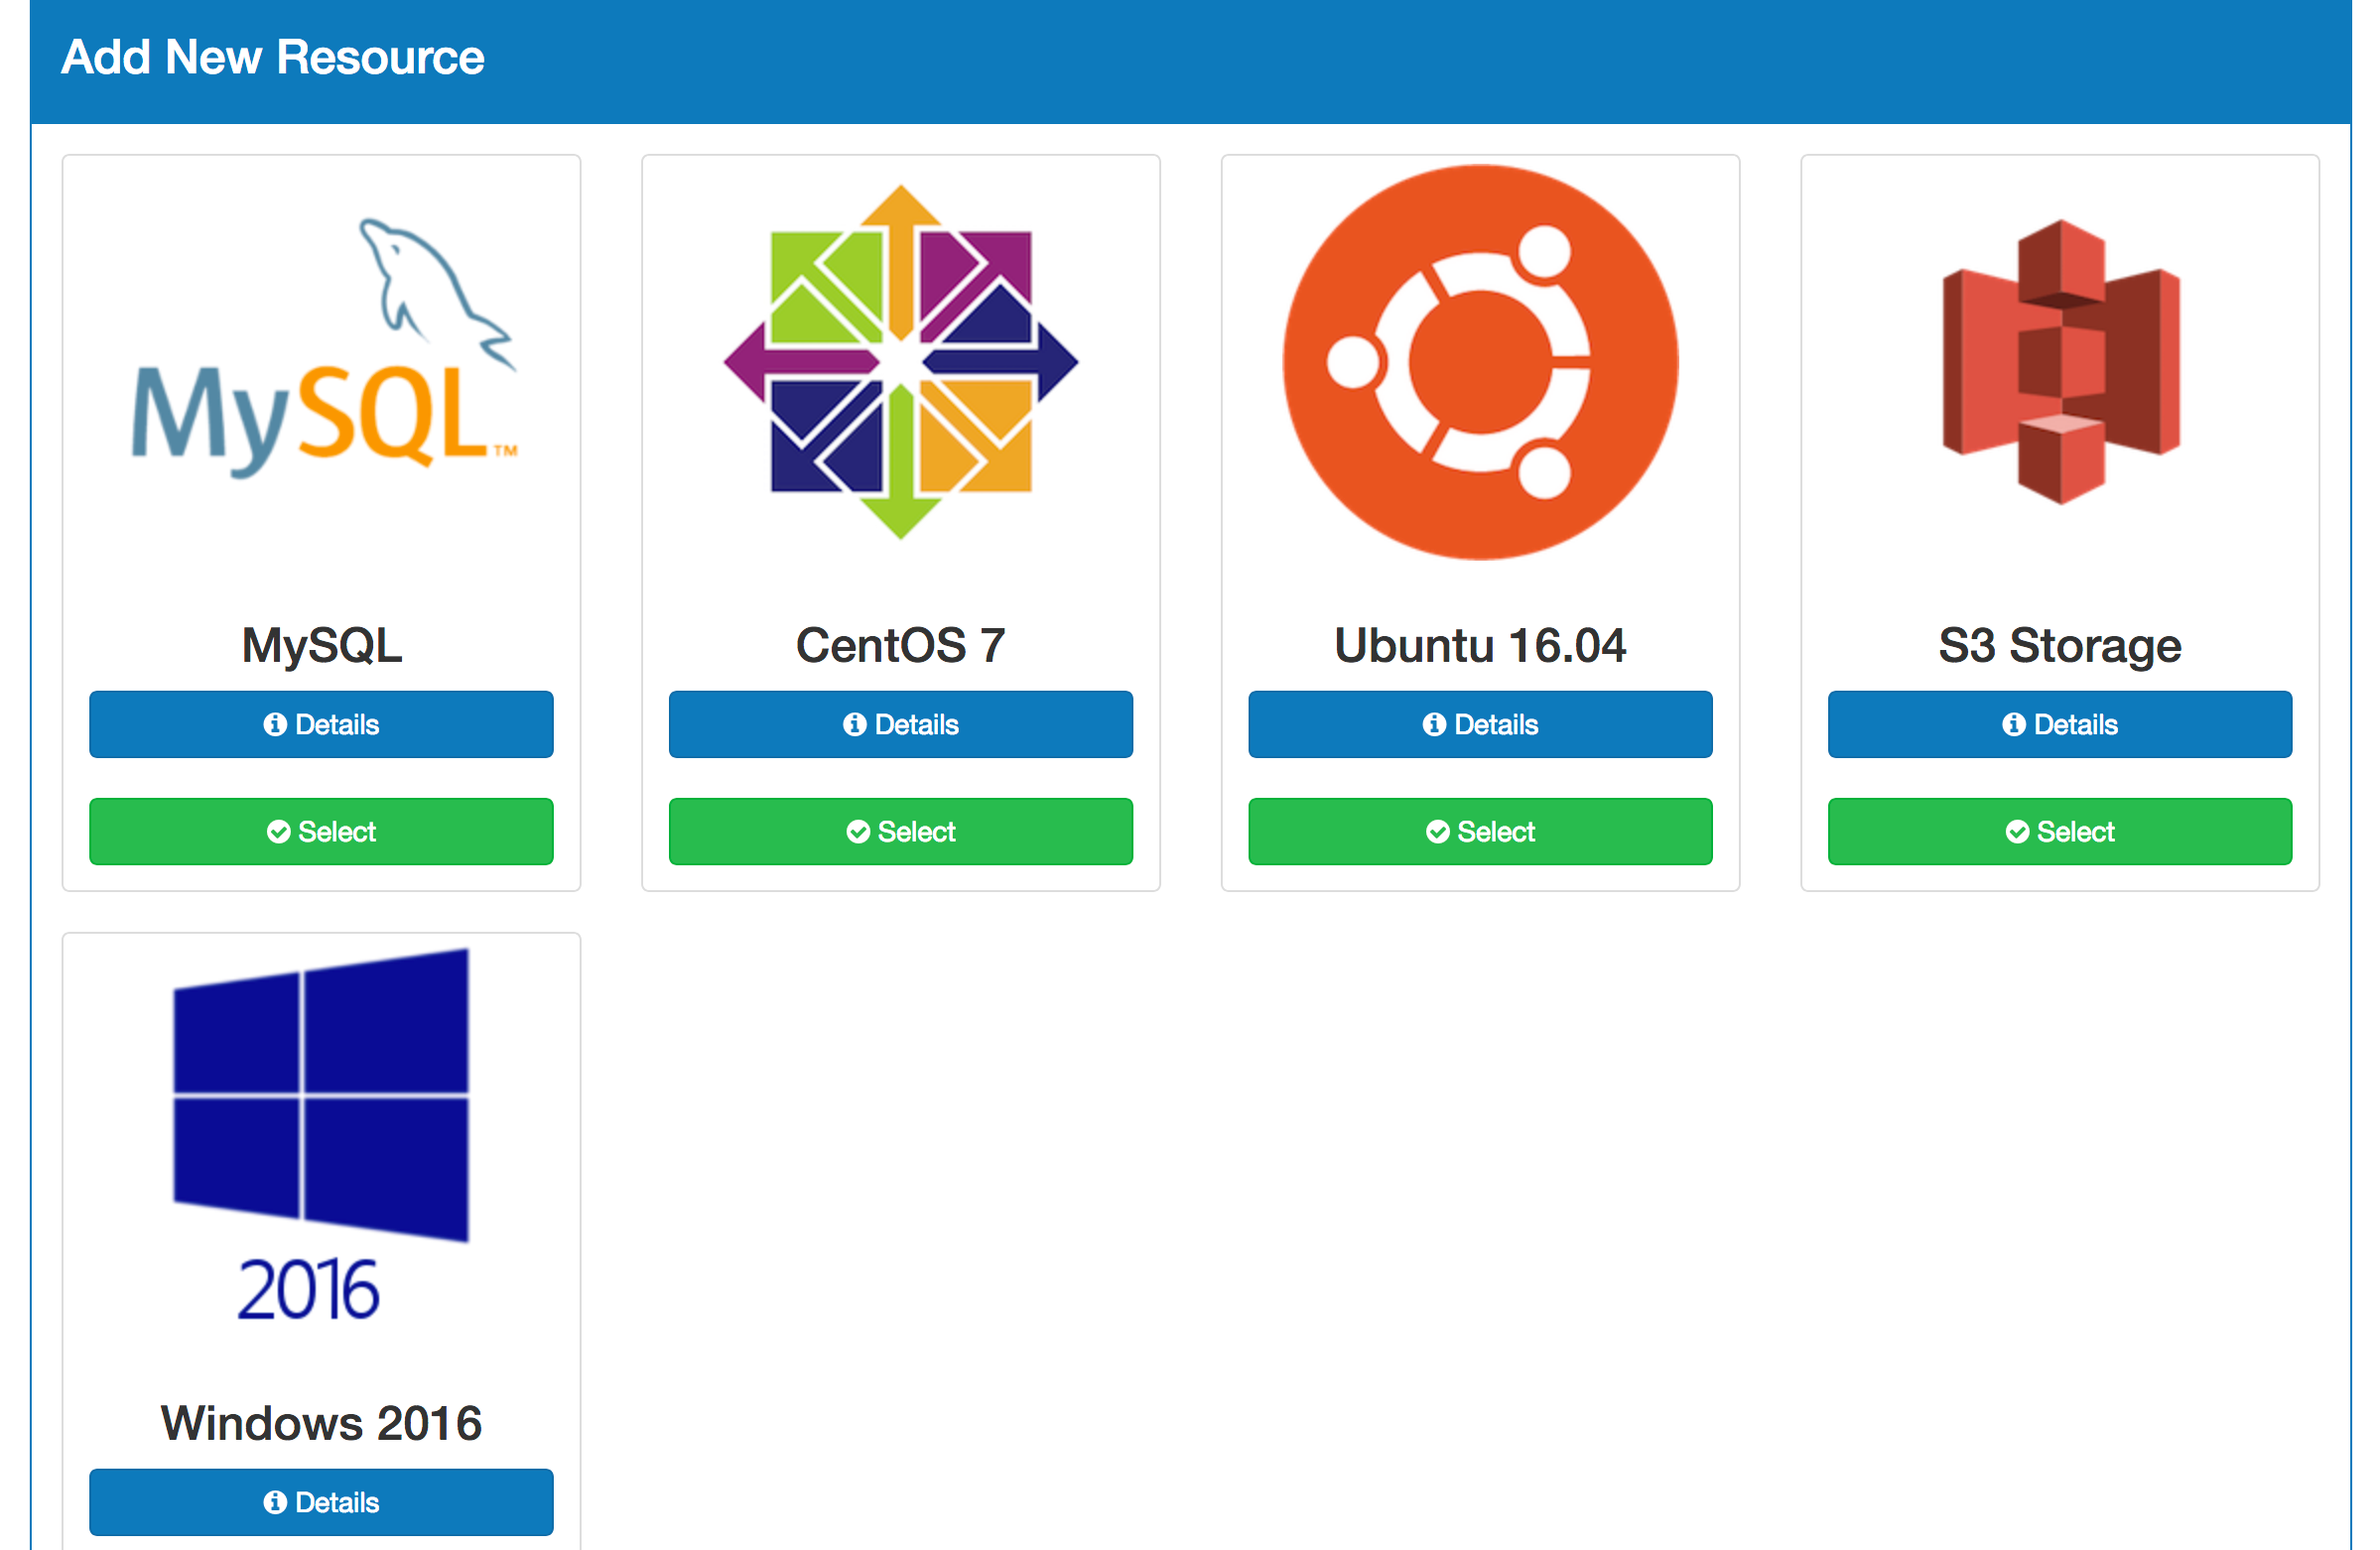 Add New Resource
MySQL™
MySQL
Details
Select
CentOS 7
Details
Select
Ubuntu 16.04
Details
Select
S3 Storage
Details
Select
2016
Windows 2016
Details